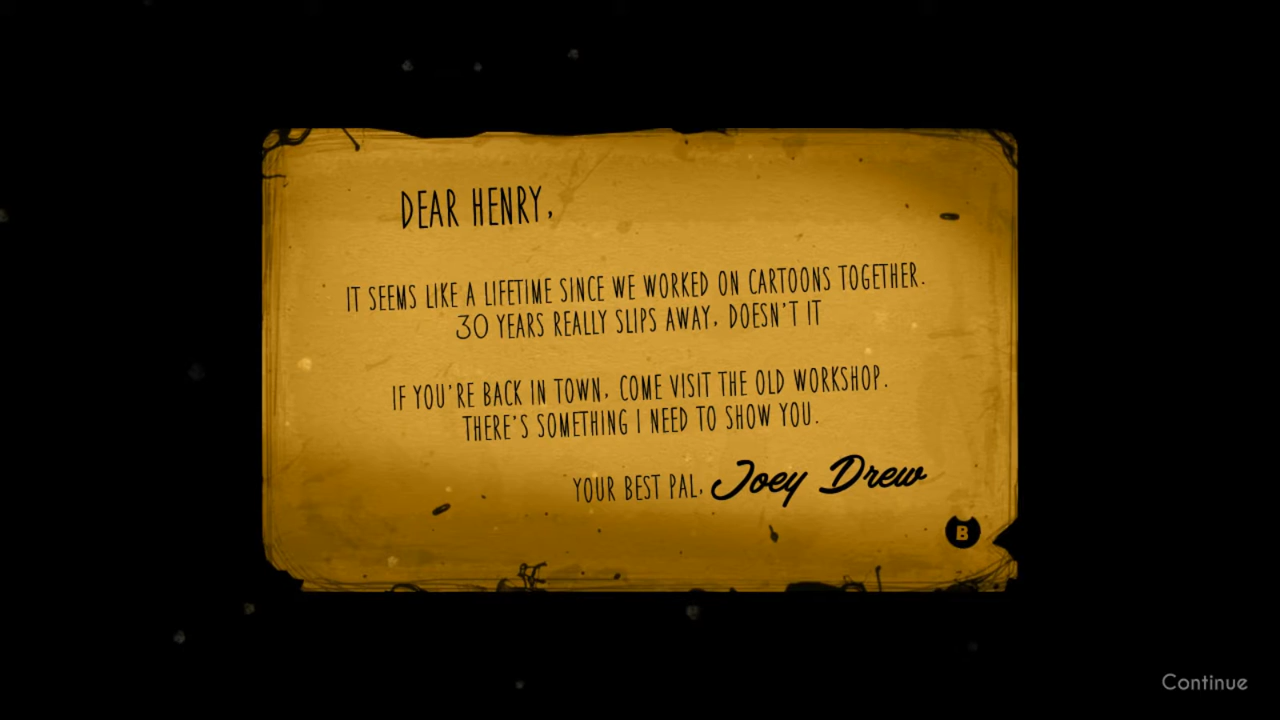 DEAR HENRY,
IT SEEMS LIKE A LIFETIME SINCE WE WORKED ON CARTOONS TOGETHER.
30 YEARS REALLY SLIPS AWAY, DOESN'T IT
IF YOU'RE BACK IN TOWN, COME VISIT THE OLD WORKSHOP.
THERE'S SOMETHING I NEED TO SHOW YOU.
YOUR BEST PAL, Joey Drew
B
Continue